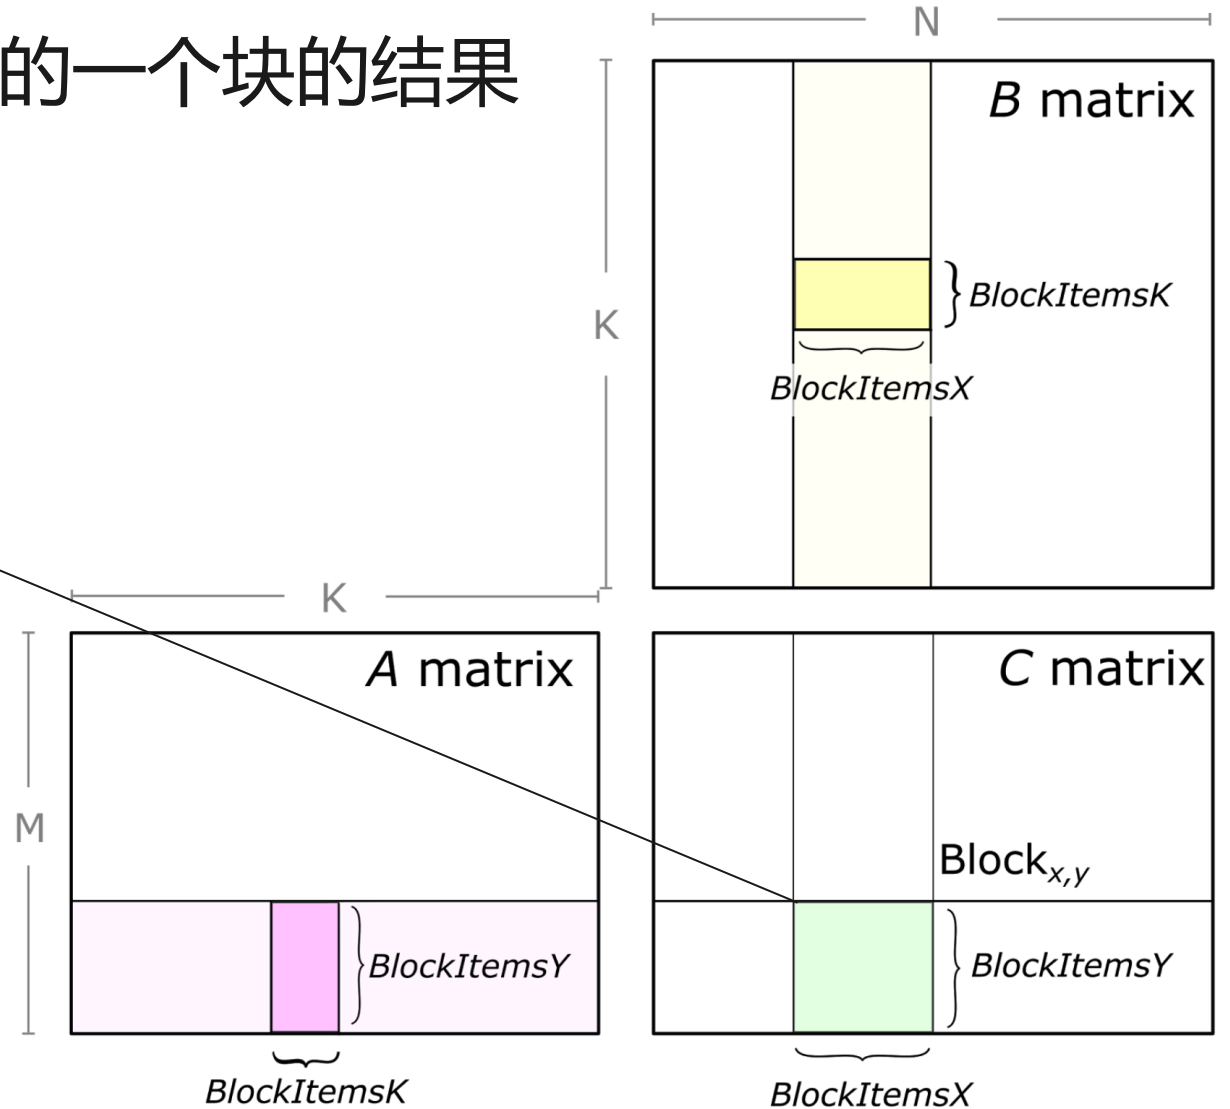 的一个块的结果
N
B matrix
BlockItemsK
K
BlockItemsX
K
A matrix
C matrix
M
Block x,y
BlockItemsY
BlockItemsY
BlockItemsK
BlockItemsX